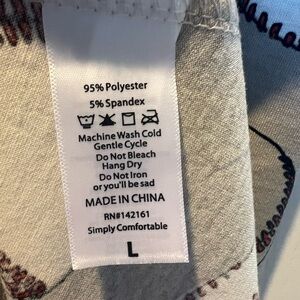 95% Polyester
5% Spandex
Machine Wash Cold
Gentle Cycle
Do Not Bleach
Hang Dry
Do Not Iron
or you'll be sad
MADE IN CHINA
RN#142161
Simply Comfortable
L